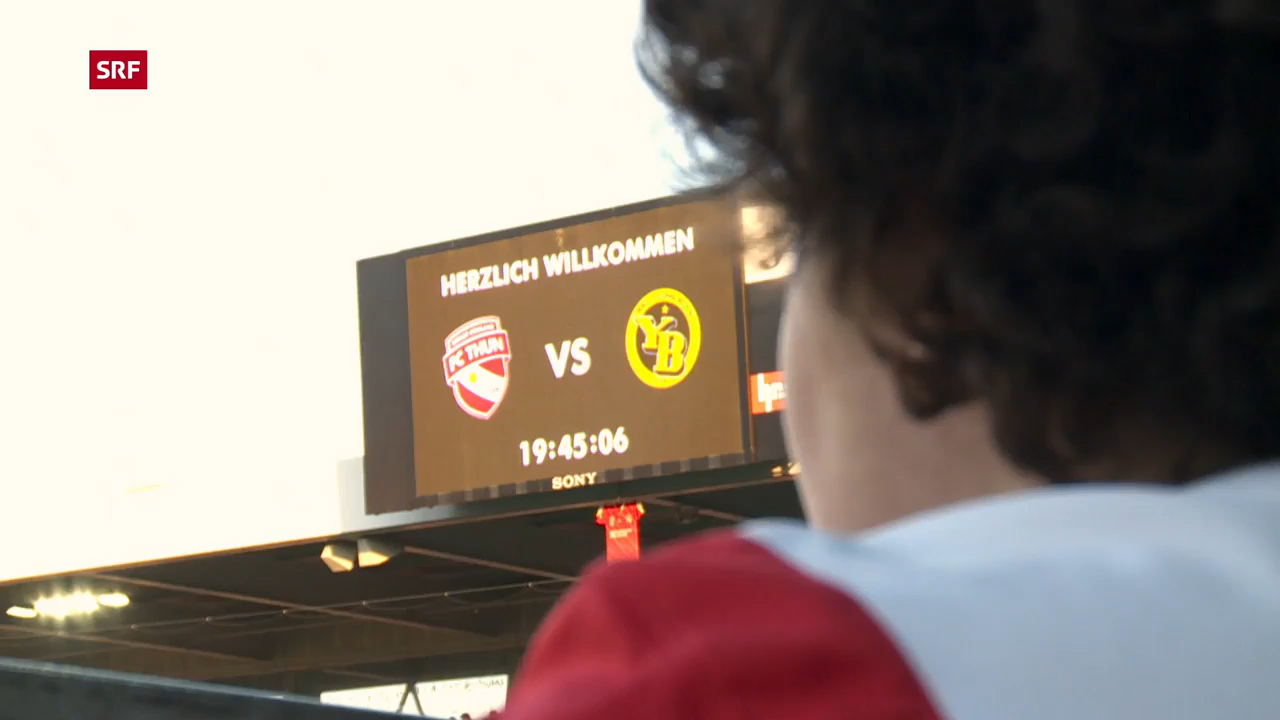 SRF
HERZLICH WILLKOMMEN
FC THUN
VS
YB
19:45:06
SONY